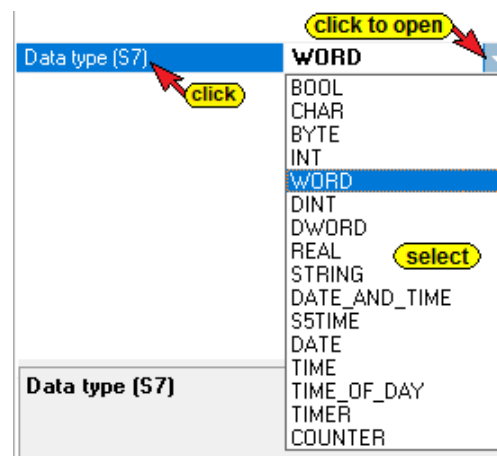 click to open
Data type (S7) WORD
click
BOOL
CHAR
BYTE
INT
WORD
DINT
DWORD
REAL
select
STRING
DATE_AND_TIME
S5TIME
DATE
TIME
TIME_OF_DAY
TIMER
COUNTER
Data type (S7)